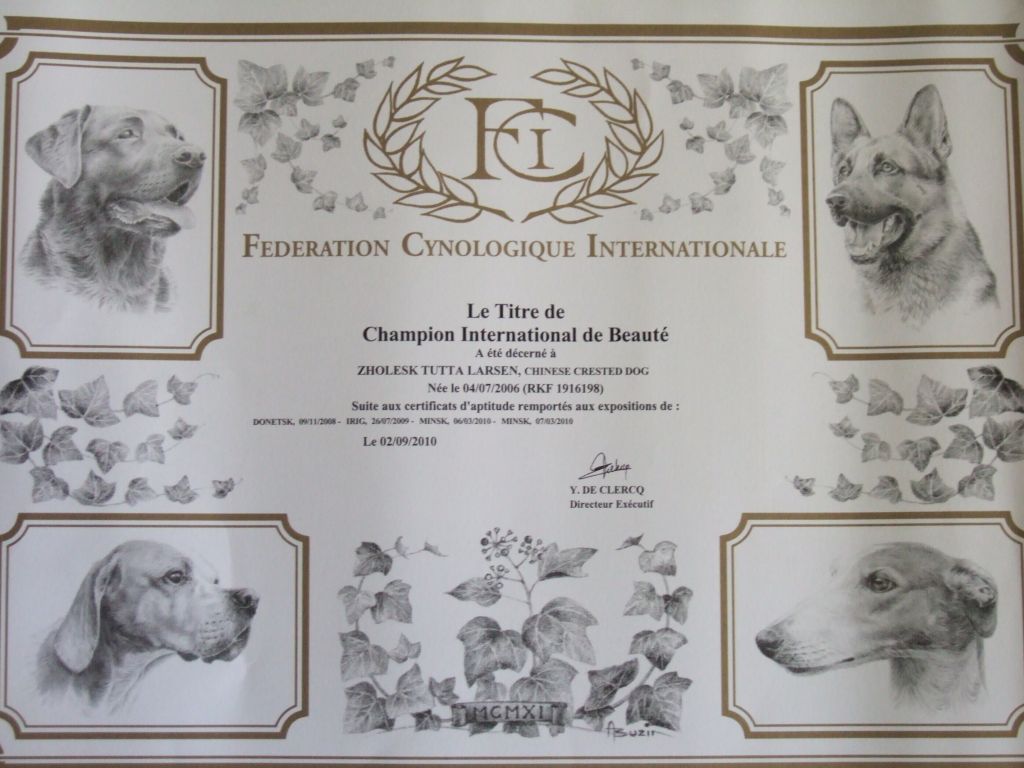 FCI
FEDERATION CYNOLOGIQUE INTERNATIONALE
Le Titre de
Champion International de Beauté
A été décerné à
ZHOLESK TUTTA LARSEN, CHINESE CRESTED DOG
Née le 04/07/2006 (RKF 1916198)
Suite aux certificats d'aptitude remportés aux expositions de :
DONETSK, 09/11/2008 - IRIG, 26/07/2009 - MINSK, 06/03/2010 - MINSK, 07/03/2010
Le 02/09/2010
Y. DE CLERCQ
Directeur Exécutif
MCMXI